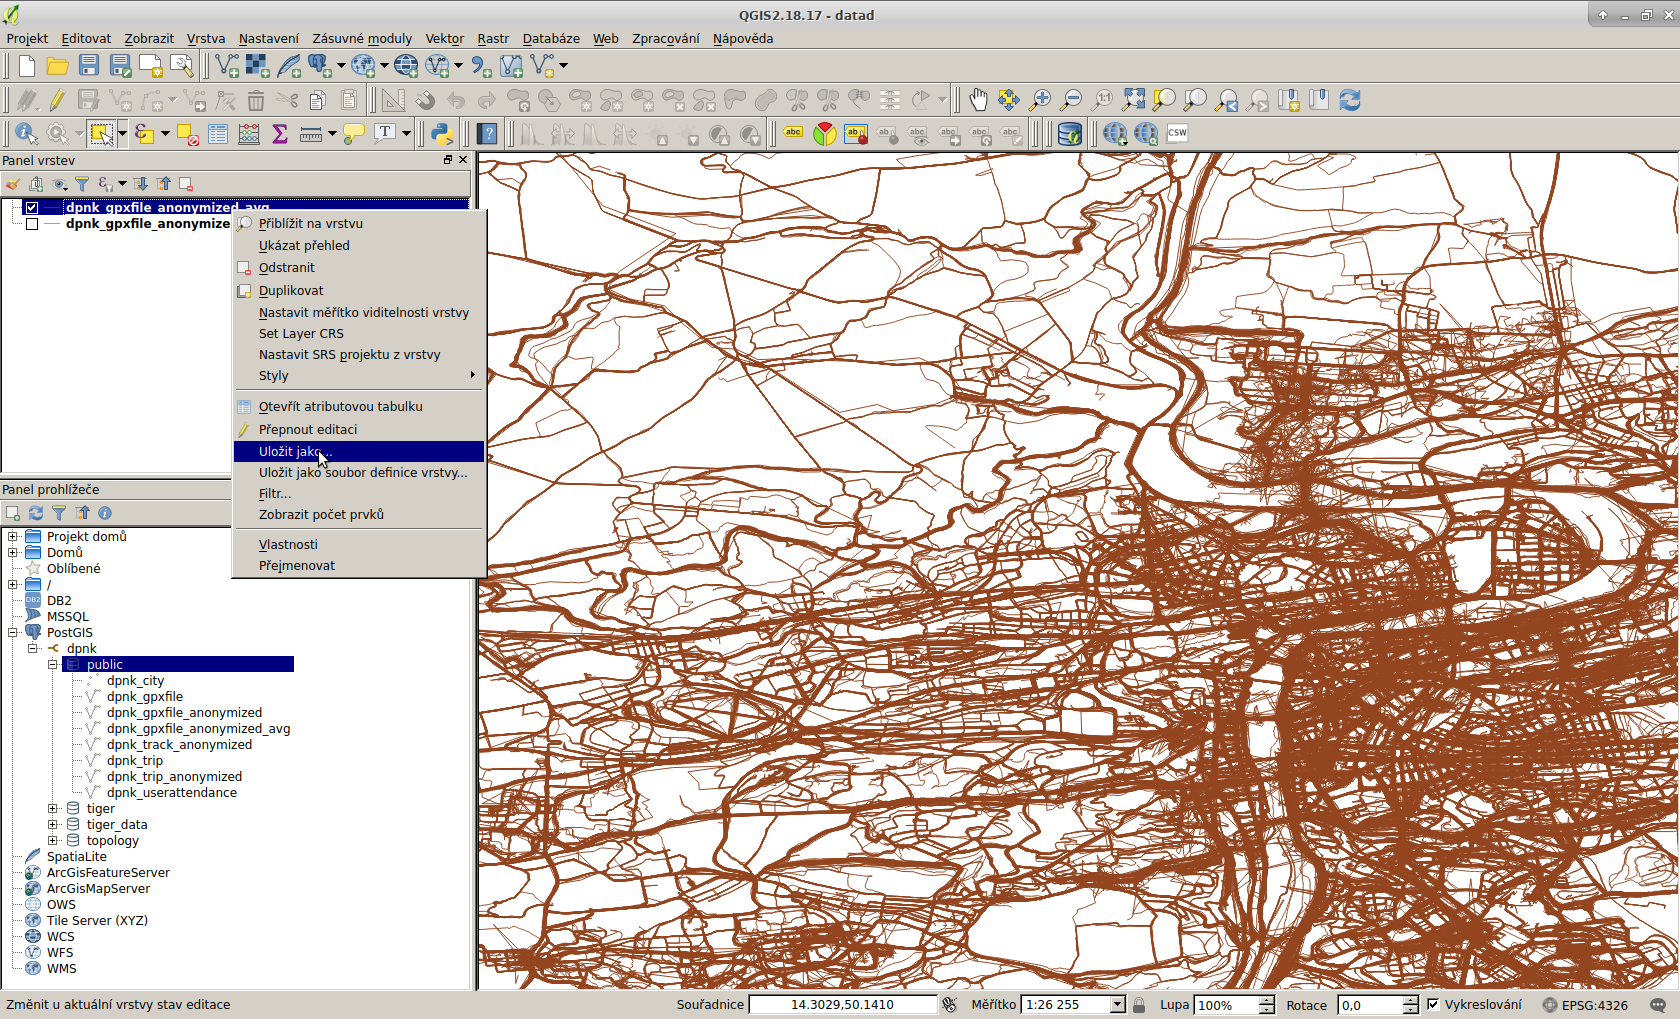 QGIS2.18.17 - datad
Projekt Editovat Zobrazit Vrstva Nastavení Zásuvné moduly Vektor Rastr Databáze Web Zpracování Nápověda
Panel vrstev
dpnk_gpxfile_anonymized_avg
dpnk_gpxfile_anonymize
Přiblížit na vrstvu
Ukázat přehled
Odstranit
Duplikovat
Nastavit měřítko viditelnosti vrstvy
Set Layer CRS
Nastavit SRS projektu z vrstvy
Styly
Otevřít atributovou tabulku
Přepnout editaci
Uložit jako...
Uložit jako soubor definice vrstvy...
Filtr...
Zobrazit počet prvků
Vlastnosti
Přejmenovat
Panel prohlížeče
Projekt domů
Domů
Oblíbené
/
DB2
MSSQL
PostGIS
dpnk
public
dpnk_city
dpnk_gpxfile
dpnk_gpxfile_anonymized
dpnk_gpxfile_anonymized_avg
dpnk_track_anonymized
dpnk_trip
dpnk_trip_anonymized
dpnk_userattendance
tiger
tiger_data
topology
SpatiaLite
ArcGisFeatureServer
ArcGisMapServer
OWS
Tile Server (XYZ)
WCS
WFS
WMS
Změnit u aktuální vrstvy stav editace Souřadnice 14.3029,50.1410 Měřítko 1:26 255 Lupa 100% Rotace 0,0 Vykreslování EPSG:4326